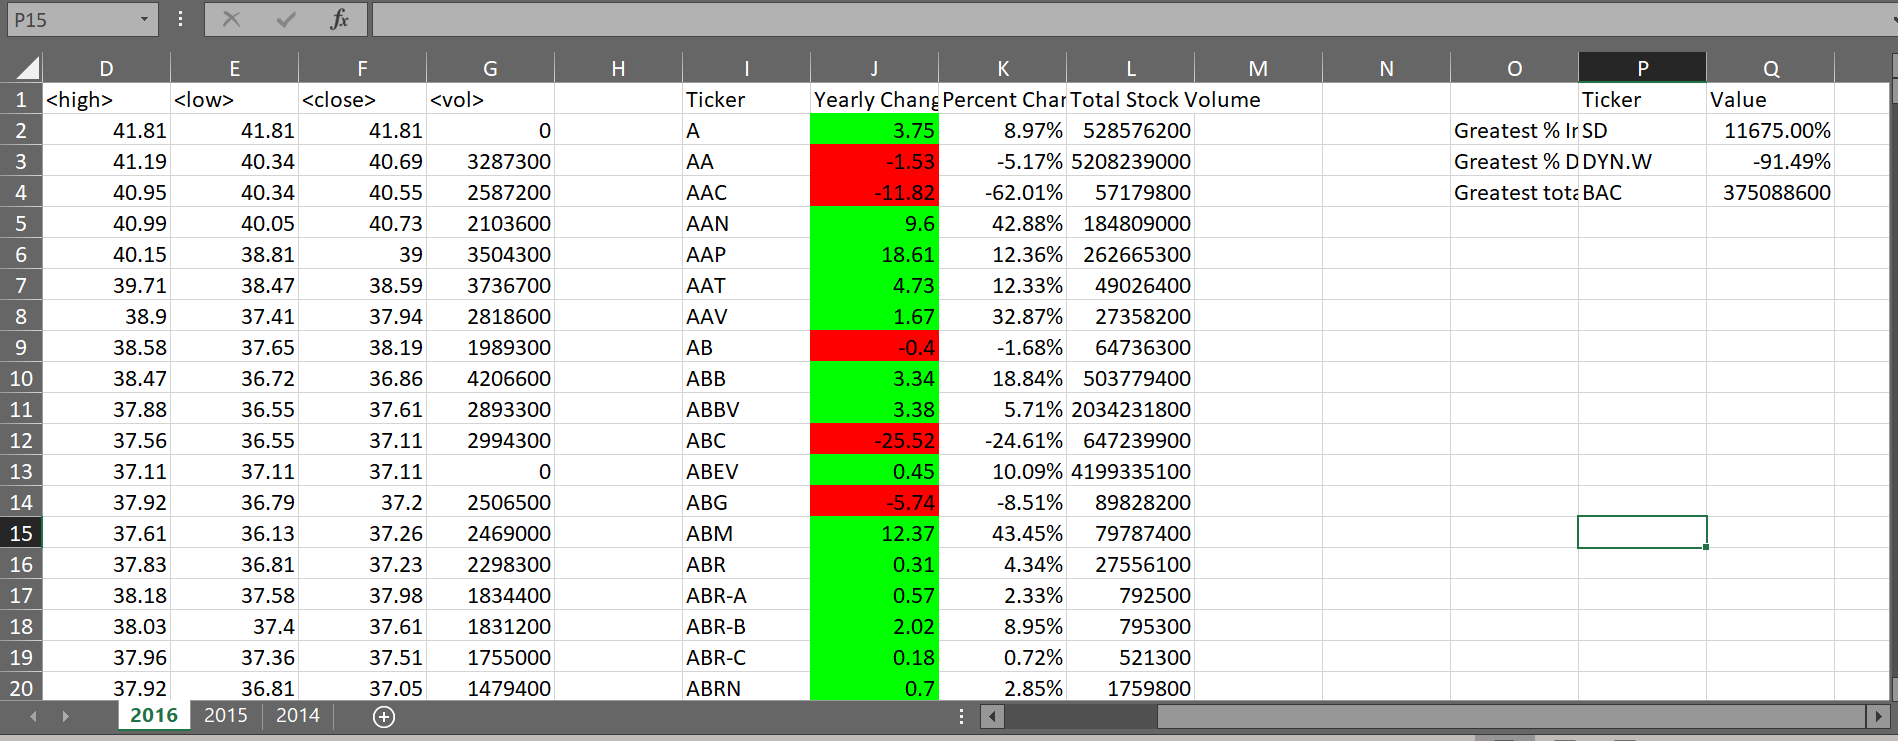 P15 fx
D E F G H I J K L M N O P Q
1 <high> <low> <close> <vol> Ticker Yearly Chang Percent Char Total Stock Volume Ticker Value
2 41.81 41.81 41.81 0 A 3.75 8.97% 528576200 Greatest % In SD 11675.00%
3 41.19 40.34 40.69 3287300 AA -1.53 -5.17% 5208239000 Greatest % D DYN.W -91.49%
4 40.95 40.34 40.55 2587200 AAC -11.82 -62.01% 57179800 Greatest tota BAC 375088600
5 40.99 40.05 40.73 2103600 AAN 9.6 42.88% 184809000
6 40.15 38.81 39 3504300 AAP 18.61 12.36% 262665300
7 39.71 38.47 38.59 3736700 AAT 4.73 12.33% 49026400
8 38.9 37.41 37.94 2818600 AAV 1.67 32.87% 27358200
9 38.58 37.65 38.19 1989300 AB -0.4 -1.68% 64736300
10 38.47 36.72 36.86 4206600 ABB 3.34 18.84% 503779400
11 37.88 36.55 37.61 2893300 ABBV 3.38 5.71% 2034231800
12 37.56 36.55 37.11 2994300 ABC -25.52 -24.61% 647239900
13 37.11 37.11 37.11 0 ABEV 0.45 10.09% 4199335100
14 37.92 36.79 37.2 2506500 ABG -5.74 -8.51% 89828200
15 37.61 36.13 37.26 2469000 ABM 12.37 43.45% 79787400
16 37.83 36.81 37.23 2298300 ABR 0.31 4.34% 27556100
17 38.18 37.58 37.98 1834400 ABR-A 0.57 2.33% 792500
18 38.03 37.4 37.61 1831200 ABR-B 2.02 8.95% 795300
19 37.96 37.36 37.51 1755000 ABR-C 0.18 0.72% 521300
20 37.92 36.81 37.05 1479400 ABRN 0.7 2.85% 1759800
2016 2015 2014